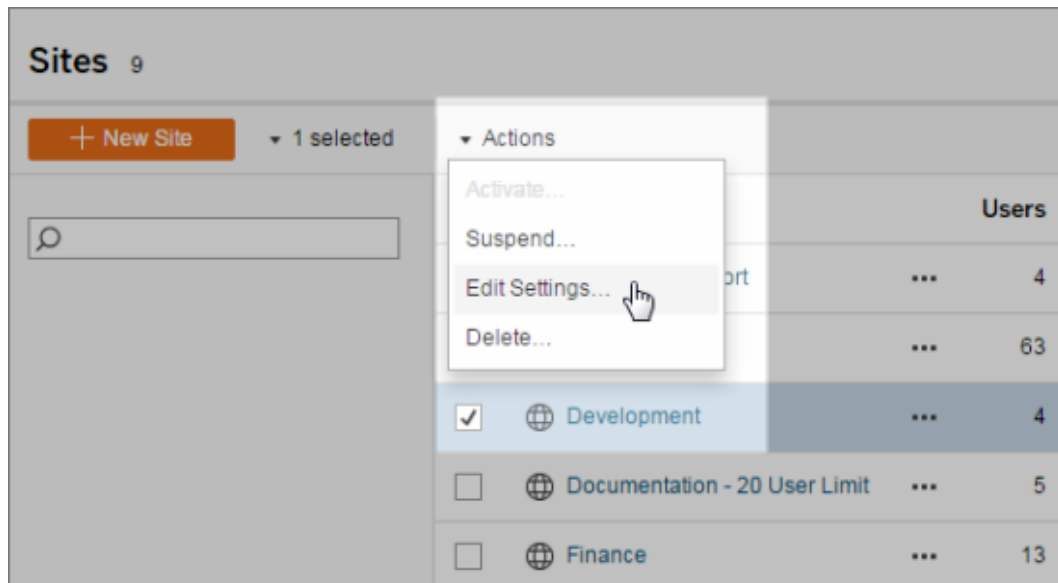 Sites 9
+ New Site
1 selected
Actions
Activate...
Users
Suspend...
Edit Settings...
ort ... 4
Delete...
... 63
Development ... 4
Documentation - 20 User Limit ... 5
Finance ... 13